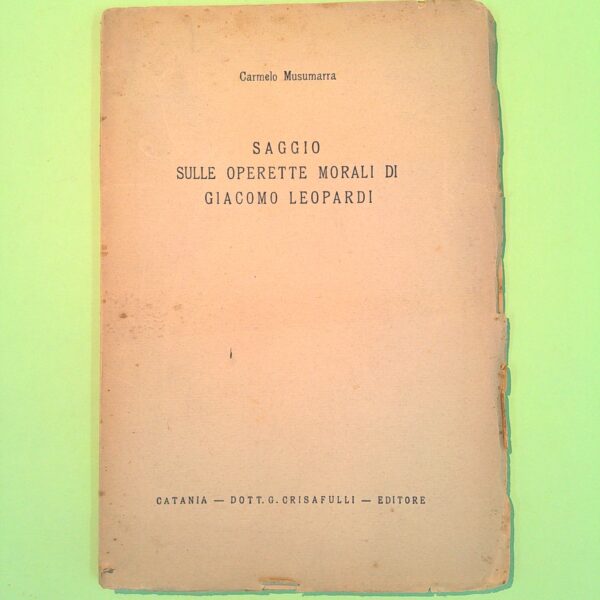 Carmelo Musumarra
SAGGIO
SULLE OPERETTE MORALI DI
GIACOMO LEOPARDI
CATANIA — DOTT. G. CRISAFULLI — EDITORE